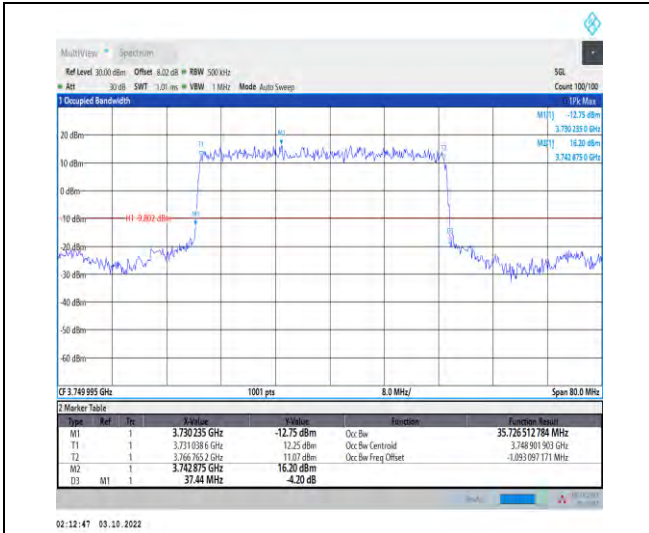 MultiView Spectrum
Ref Level 30.00 dBm Offset 8.02 dB RBW 500 kHz SGL
Att 30 dB SWT 1.01 ms VBW 1 MHz Mode Auto Sweep Count 100/100
1 Occupied Bandwidth 1Pk Max
M1[1] -12.75 dBm
3.730 235 0 GHz
20 dBm M2[1] 16.20 dBm
3.742 875 0 GHz
M2
T1 T2
10 dBm
0 dBm
-10 dBm H1 -9.802 dBm M1
-20 dBm D3
-30 dBm
-40 dBm
-50 dBm
-60 dBm
CF 3.749 995 GHz 1001 pts 8.0 MHz/ Span 80.0 MHz
2 Marker Table
Type Ref Trc X-Value Y-Value Function Function Result
M1 1 3.730 235 GHz -12.75 dBm Occ Bw 35.726 512 784 MHz
T1 1 3.731 038 6 GHz 12.25 dBm Occ Bw Centroid 3.748 901 903 GHz
T2 1 3.766 765 2 GHz 11.07 dBm Occ Bw Freq Offset -1.093 097 171 MHz
M2 1 3.742 875 GHz 16.20 dBm
D3 M1 1 37.44 MHz -4.20 dB
02:12:47 03.10.2022